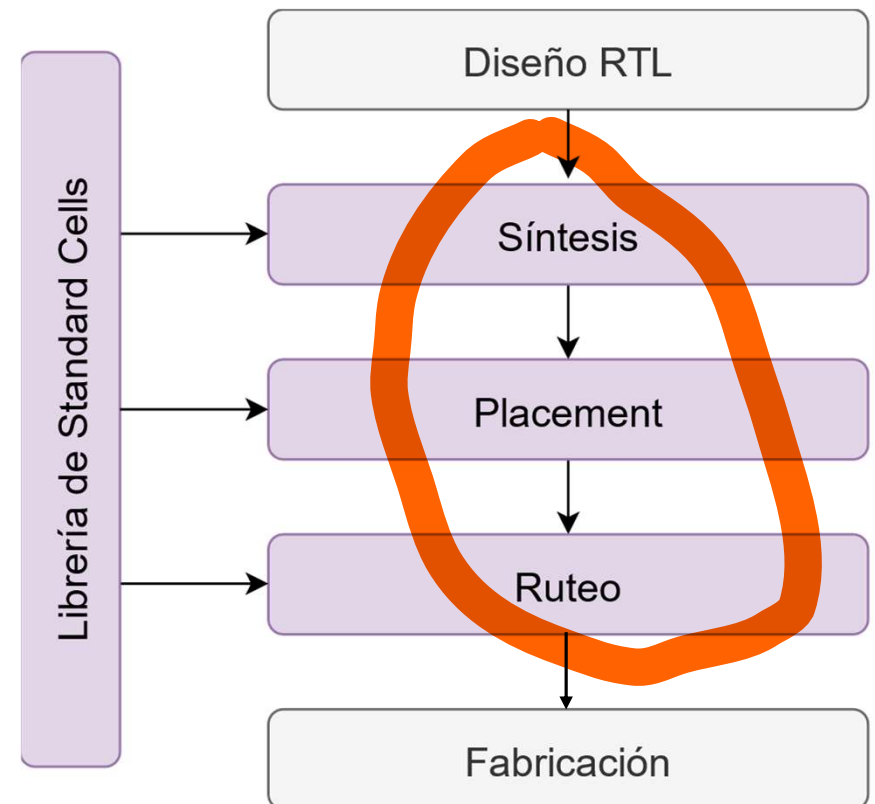 Librería de Standard Cells
Diseño RTL
Síntesis
Placement
Ruteo
Fabricación